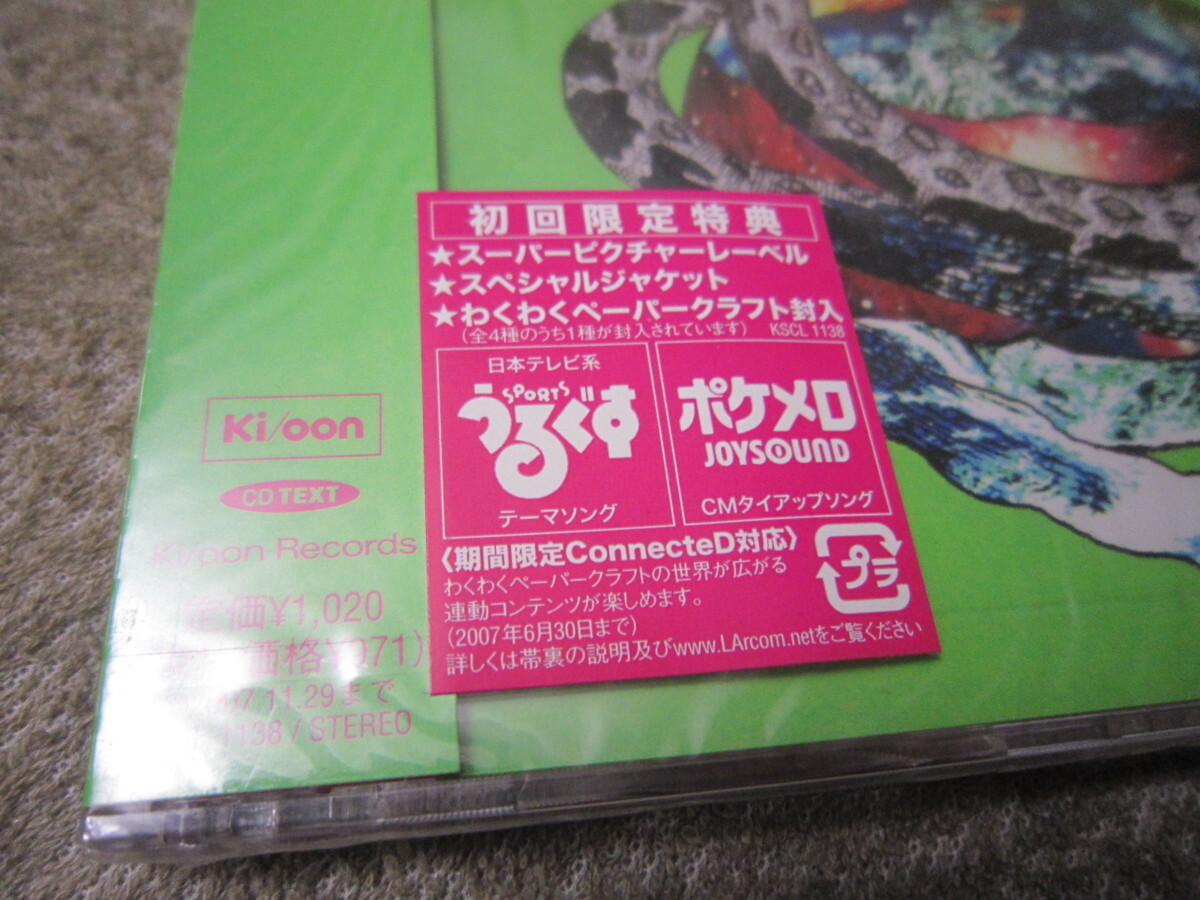 初回限定特典
★スーパーピクチャーレーベル
★スペシャルジャケット
★わくわくペーパークラフト封入
(全4種のうち1種が封入されています) KSCL 1138
日本テレビ系
SPORTS
うるぐす
テーマソング
ポケメロ
JOYSOUND
CMタイアップソング
〈期間限定ConnecteD対応〉
わくわくペーパークラフトの世界が広がる
連動コンテンツが楽しめます。
(2007年6月30日まで)
詳しくは帯裏の説明及びwww.LArcom.netをご覧ください
プラ
Ki/oon
CD TEXT
Ki/oon Records
定価¥1,020
価格¥971)
07.11.29まで
1138 / STEREO